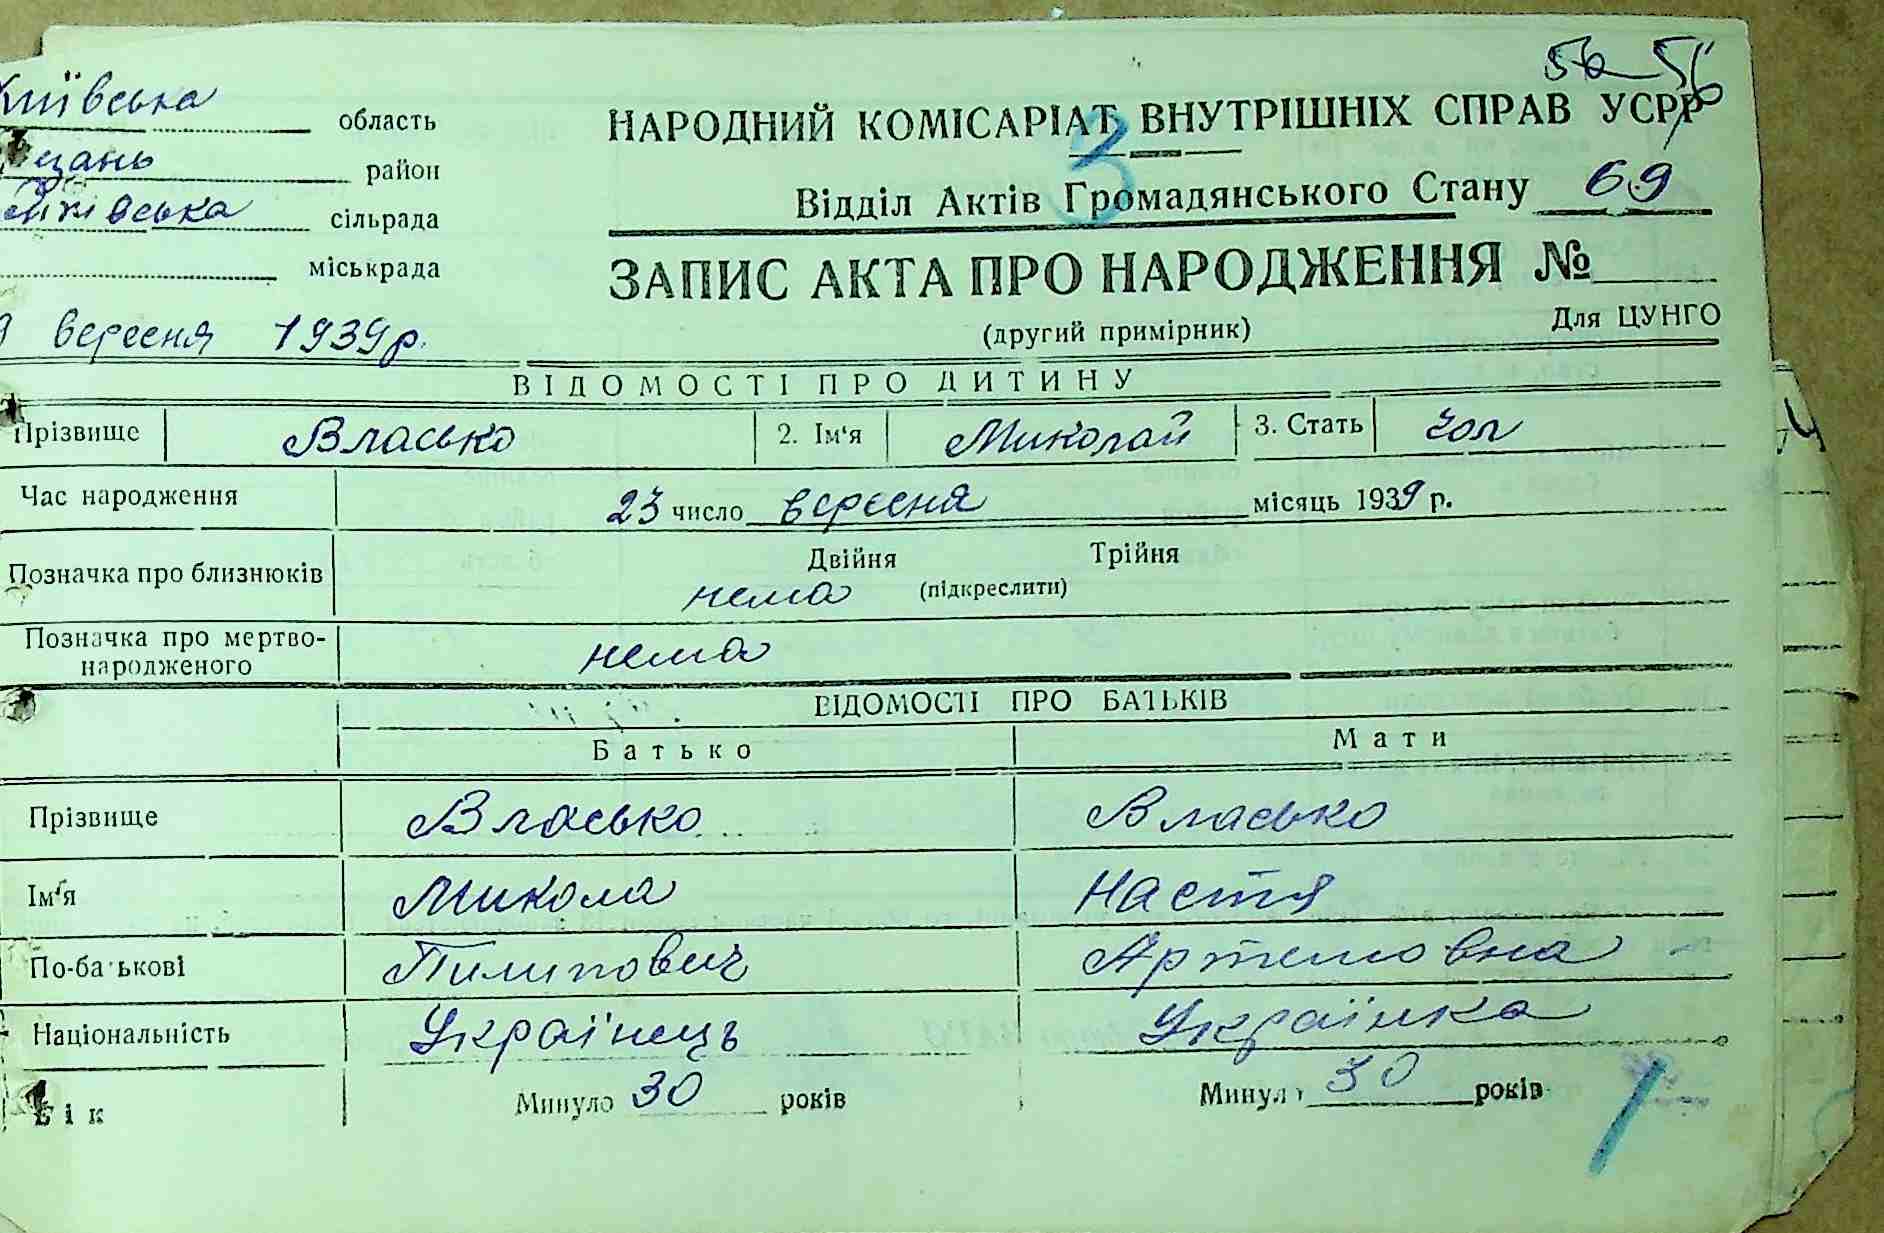 56 56
Київська область
район
сільрада
міськрада
НАРОДНИЙ КОМІСАРІАТ ВНУТРІШНІХ СПРАВ УСРР
3
Відділ Актів Громадянського Стану 69
ЗАПИС АКТА ПРО НАРОДЖЕННЯ №
(другий примірник) Для ЦУНГО
вересня 1939 р.
ВІДОМОСТІ ПРО ДИТИНУ
Прізвище Власько 2. Ім'я Миколай 3. Стать чол
Час народження 23 число вересня місяць 1939 р.
Позначка про близнюків Двійня Трійня
нема (підкреслити)
Позначка про мертво-
народженого нема
ВІДОМОСТІ ПРО БАТЬКІВ
Батько Мати
Прізвище Власько Власько
Ім'я Микола Настя
По-батькові Пилипович Артемовна
Національність Українець Українка
Вік Минуло 30 років Минуло 30 років